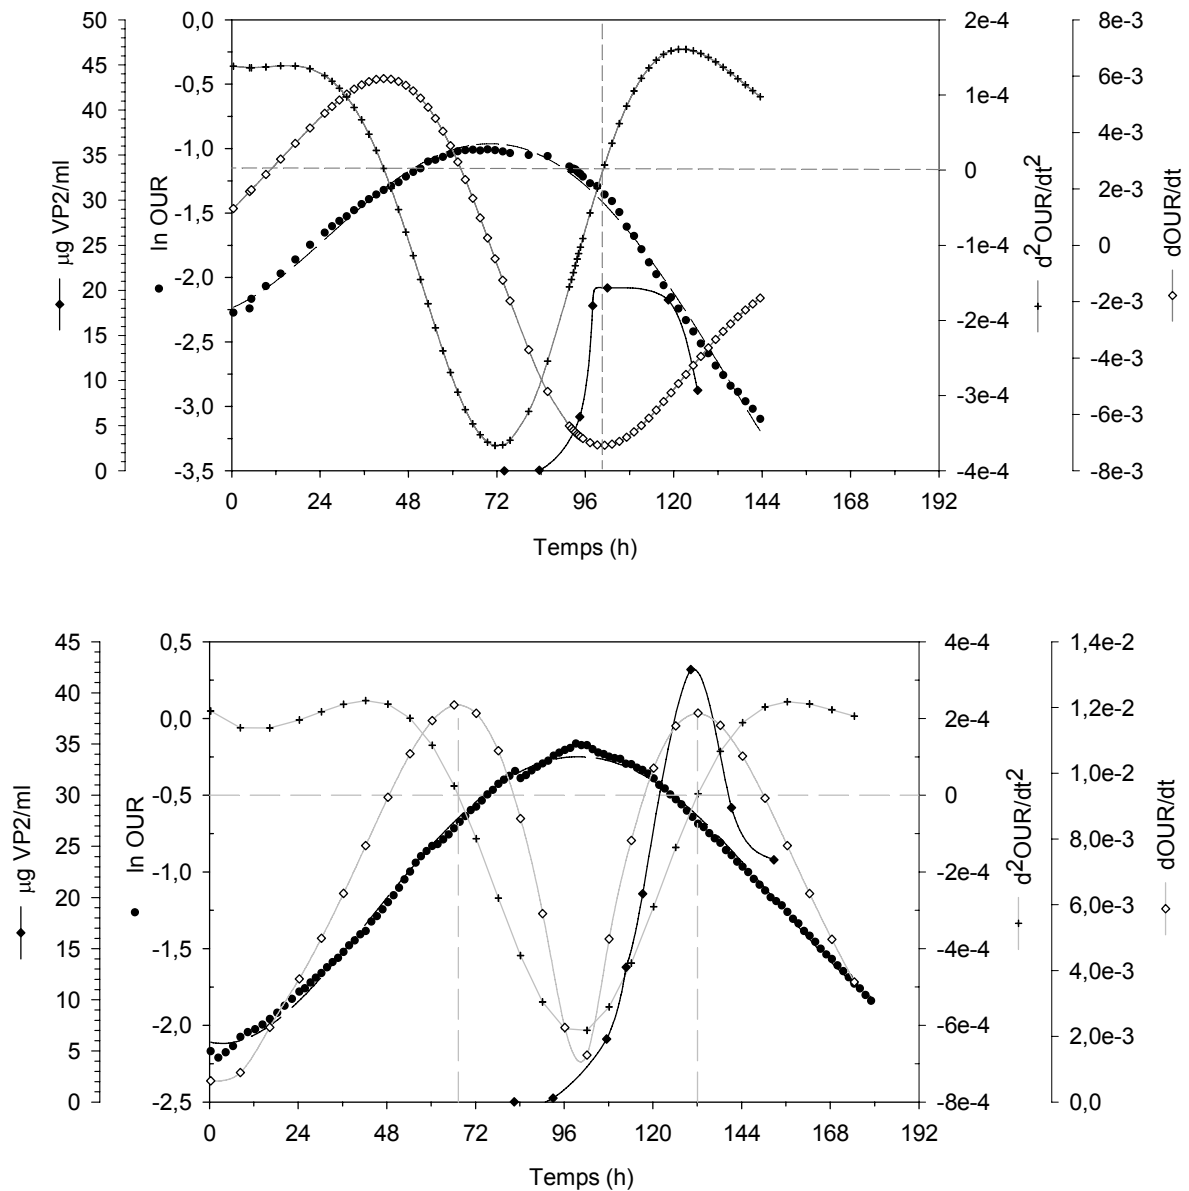 50 0,0 2e-4 8e-3
45 6e-3
-0,5
40 1e-4
35 -1,0 4e-3
0
30 -1,5 2e-3
25 -1e-4 0
-2,0
20 -2e-4 -2e-3
15 -2,5
-4e-3
10 -3,0 -3e-4
5 -6e-3
0 -3,5 -4e-4 -8e-3
µg VP2/ml
ln OUR
d²OUR/dt²
dOUR/dt
0 24 48 72 96 120 144 168 192
Temps (h)
45 0,5 4e-4 1,4e-2
40
0,0 2e-4 1,2e-2
35
1,0e-2
30 -0,5 0
8,0e-3
25 -1,0 -2e-4
20 6,0e-3
15 -1,5 -4e-4
4,0e-3
10 -2,0 -6e-4
5 2,0e-3
0 -2,5 -8e-4 0,0
µg VP2/ml
ln OUR
d²OUR/dt²
dOUR/dt
0 24 48 72 96 120 144 168 192
Temps (h)